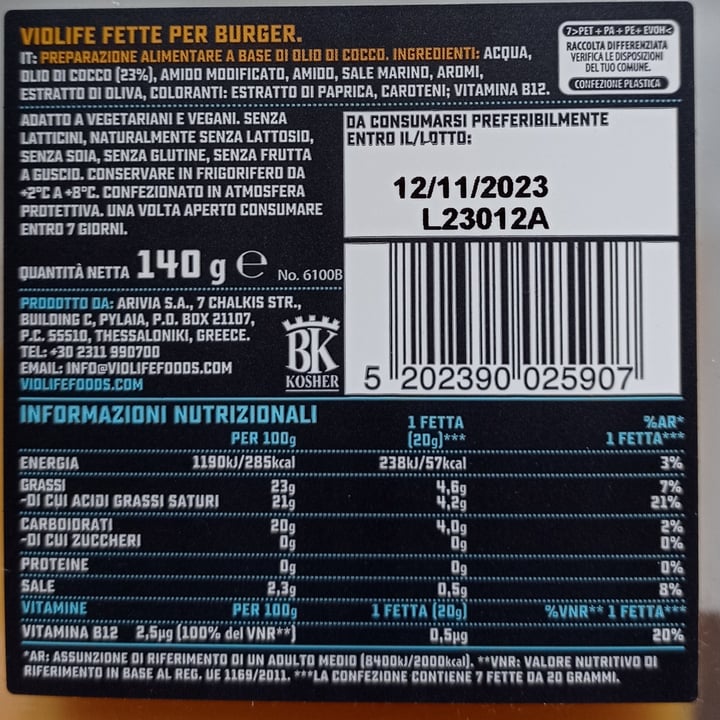 VIOLIFE FETTE PER BURGER.
IT: PREPARAZIONE ALIMENTARE A BASE DI OLIO DI COCCO. INGREDIENTI: ACQUA,
OLIO DI COCCO (23%), AMIDO MODIFICATO, AMIDO, SALE MARINO, AROMI,
ESTRATTO DI OLIVA, COLORANTI: ESTRATTO DI PAPRICA, CAROTENI; VITAMINA B12.
7>PET + PA + PE+ EVOH<
RACCOLTA DIFFERENZIATA
VERIFICA LE DISPOSIZIONI
DEL TUO COMUNE.
CONFEZIONE PLASTICA
ADATTO A VEGETARIANI E VEGANI. SENZA
LATTICINI, NATURALMENTE SENZA LATTOSIO,
SENZA SOIA, SENZA GLUTINE, SENZA FRUTTA
A GUSCIO. CONSERVARE IN FRIGORIFERO DA
+2°C A +8°C. CONFEZIONATO IN ATMOSFERA
PROTETTIVA. UNA VOLTA APERTO CONSUMARE
ENTRO 7 GIORNI.
DA CONSUMARSI PREFERIBILMENTE
ENTRO IL/LOTTO:
12/11/2023
L23012A
QUANTITÀ NETTA 140 g e No. 6100B
PRODOTTO DA: ARIVIA S.A., 7 CHALKIS STR.,
BUILDING C, PYLAIA, P.O. BOX 21107,
P.C. 55510, THESSALONIKI, GREECE.
TEL: +30 2311 990700
EMAIL: INFO@VIOLIFEFOODS.COM
VIOLIFEFOODS.COM
BK
KOSHER
5 202390 025907
INFORMAZIONI NUTRIZIONALI 1 FETTA %AR*
PER 100g (20g)*** 1 FETTA***
ENERGIA 1190kJ/285kcal 238kJ/57kcal 3%
GRASSI 23g 4,6g 7%
-DI CUI ACIDI GRASSI SATURI 21g 4,2g 21%
CARBOIDRATI 20g 4,0g 2%
-DI CUI ZUCCHERI 0g 0g 0%
PROTEINE 0g 0g 0%
SALE 2,3g 0,5g 8%
VITAMINE PER 100g 1 FETTA (20g) %VNR** 1 FETTA***
VITAMINA B12 2,5µg (100% del VNR**) 0,5µg 20%
*AR: ASSUNZIONE DI RIFERIMENTO DI UN ADULTO MEDIO (8400kJ/2000kcal). **VNR: VALORE NUTRITIVO DI
RIFERIMENTO IN BASE AL REG. UE 1169/2011. ***LA CONFEZIONE CONTIENE 7 FETTE DA 20 GRAMMI.